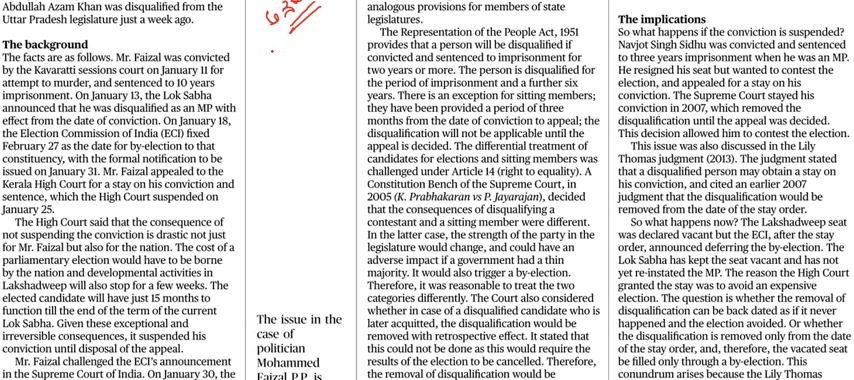 Abdullah Azam Khan was disqualified from the
Uttar Pradesh legislature just a week ago.
The background
The facts are as follows. Mr. Faizal was convicted
by the Kavaratti sessions court on January 11 for
attempt to murder, and sentenced to 10 years
imprisonment. On January 13, the Lok Sabha
announced that he was disqualified as an MP with
effect from the date of conviction. On January 18,
the Election Commission of India (ECI) fixed
February 27 as the date for by-election to that
constituency, with the formal notification to be
issued on January 31. Mr. Faizal appealed to the
Kerala High Court for a stay on his conviction and
sentence, which the High Court suspended on
January 25.
The High Court said that the consequence of
not suspending the conviction is drastic not just
for Mr. Faizal but also for the nation. The cost of a
parliamentary election would have to be borne
by the nation and developmental activities in
Lakshadweep will also stop for a few weeks. The
elected candidate will have just 15 months to
function till the end of the term of the current
Lok Sabha. Given these exceptional and
irreversible consequences, it suspended his
conviction until disposal of the appeal.
Mr. Faizal challenged the ECI's announcement
in the Supreme Court of India. On January 30, the
The issue in the
case of
politician
Mohammed
Faizal P.P. is
analogous provisions for members of state
legislatures.
The Representation of the People Act, 1951
provides that a person will be disqualified if
convicted and sentenced to imprisonment for
two years or more. The person is disqualified for
the period of imprisonment and a further six
years. There is an exception for sitting members;
they have been provided a period of three
months from the date of conviction to appeal; the
disqualification will not be applicable until the
appeal is decided. The differential treatment of
candidates for elections and sitting members was
challenged under Article 14 (right to equality). A
Constitution Bench of the Supreme Court, in
2005 (K. Prabhakaran vs P. Jayarajan), decided
that the consequences of disqualifying a
contestant and a sitting member were different.
In the latter case, the strength of the party in the
legislature would change, and could have an
adverse impact if a government had a thin
majority. It would also trigger a by-election.
Therefore, it was reasonable to treat the two
categories differently. The Court also considered
whether in case of a disqualified candidate who is
later acquitted, the disqualification would be
removed with retrospective effect. It stated that
this could not be done as this would require the
results of the election to be cancelled. Therefore,
the removal of disqualification would be
The implications
So what happens if the conviction is suspended?
Navjot Singh Sidhu was convicted and sentenced
to three years imprisonment when he was an MP.
He resigned his seat but wanted to contest the
election, and appealed for a stay on his
conviction. The Supreme Court stayed his
conviction in 2007, which removed the
disqualification until the appeal was decided.
This decision allowed him to contest the election.
This issue was also discussed in the Lily
Thomas judgment (2013). The judgment stated
that a disqualified person may obtain a stay on
his conviction, and cited an earlier 2007
judgment that the disqualification would be
removed from the date of the stay order.
So what happens now? The Lakshadweep seat
was declared vacant but the ECI, after the stay
order, announced deferring the by-election. The
Lok Sabha has kept the seat vacant and has not
yet re-instated the MP. The reason the High Court
granted the stay was to avoid an expensive
election. The question is whether the removal of
disqualification can be back dated as if it never
happened and the election avoided. Or whether
the disqualification is removed only from the date
of the stay order, and, therefore, the vacated seat
be filled only through a by-election. This
conundrum arises because the Lily Thomas